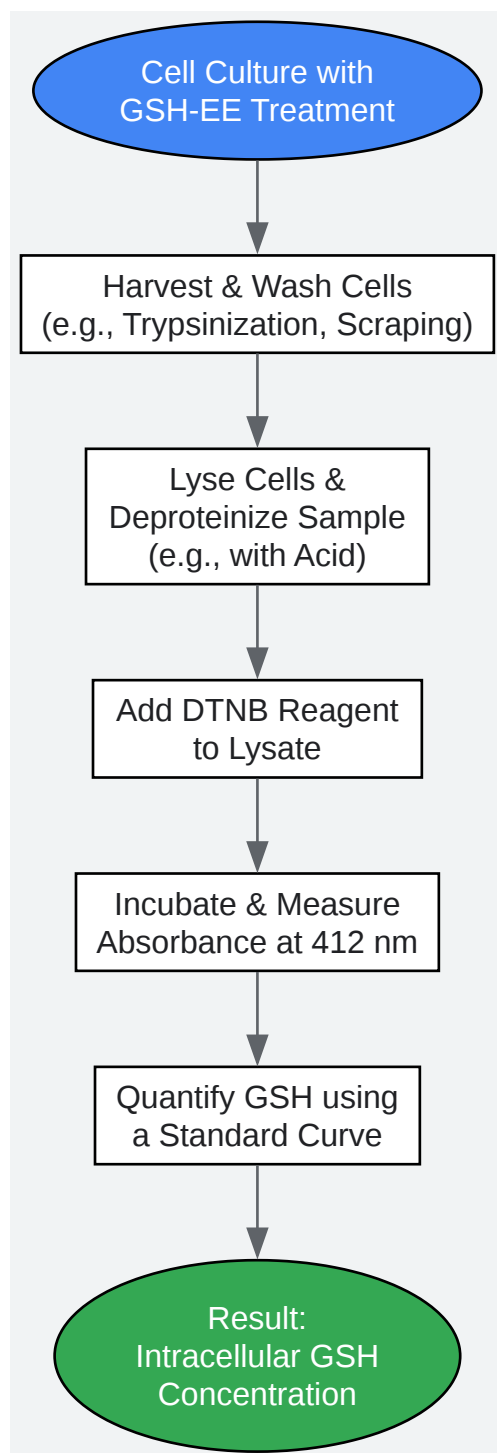 Cell Culture with
GSH-EE Treatment
Harvest & Wash Cells
(e.g., Trypsinization, Scraping)
Lyse Cells &
Deproteinize Sample
(e.g., with Acid)
Add DTNB Reagent
to Lysate
Incubate & Measure
Absorbance at 412 nm
Quantify GSH using
a Standard Curve
Result:
Intracellular GSH
Concentration